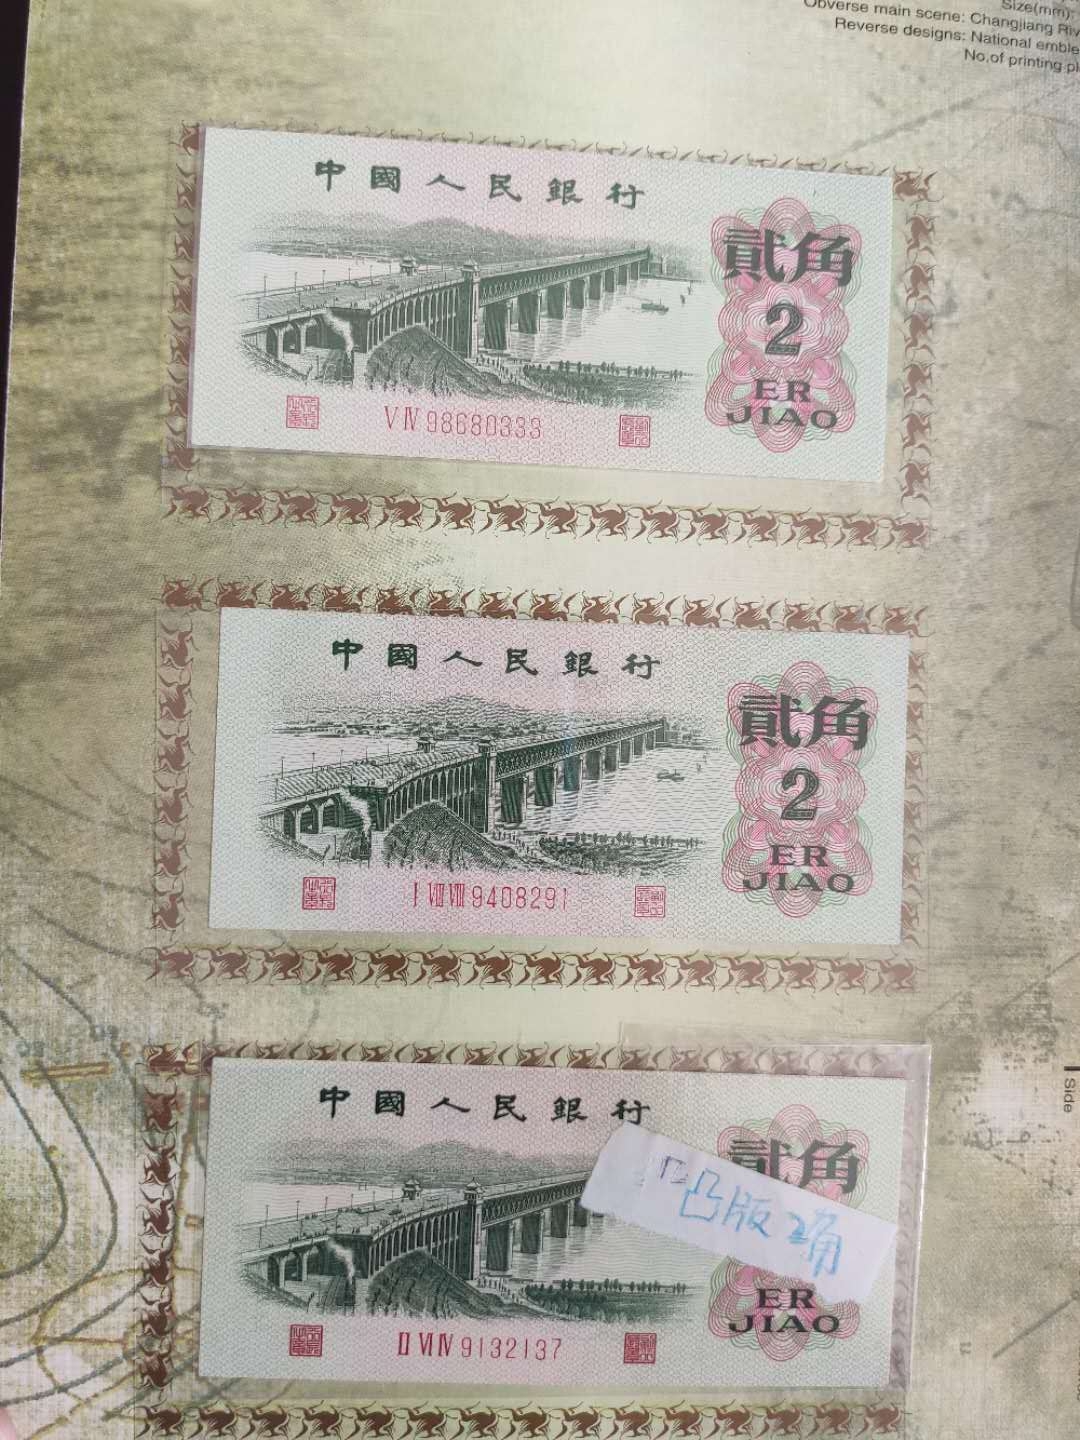 Size(mm):
Obverse main scene: Changjiang Riv
Reverse designs: National emble
No.of printing pl
中國人民銀行
貳角
2
ER
JIAO
V IV 98680333
中國人民銀行
貳角
2
ER
JIAO
I VIII VIII 9408291
Side
中國人民銀行
貳角
凸版2角
ER
JIAO
II VI IV 9132137